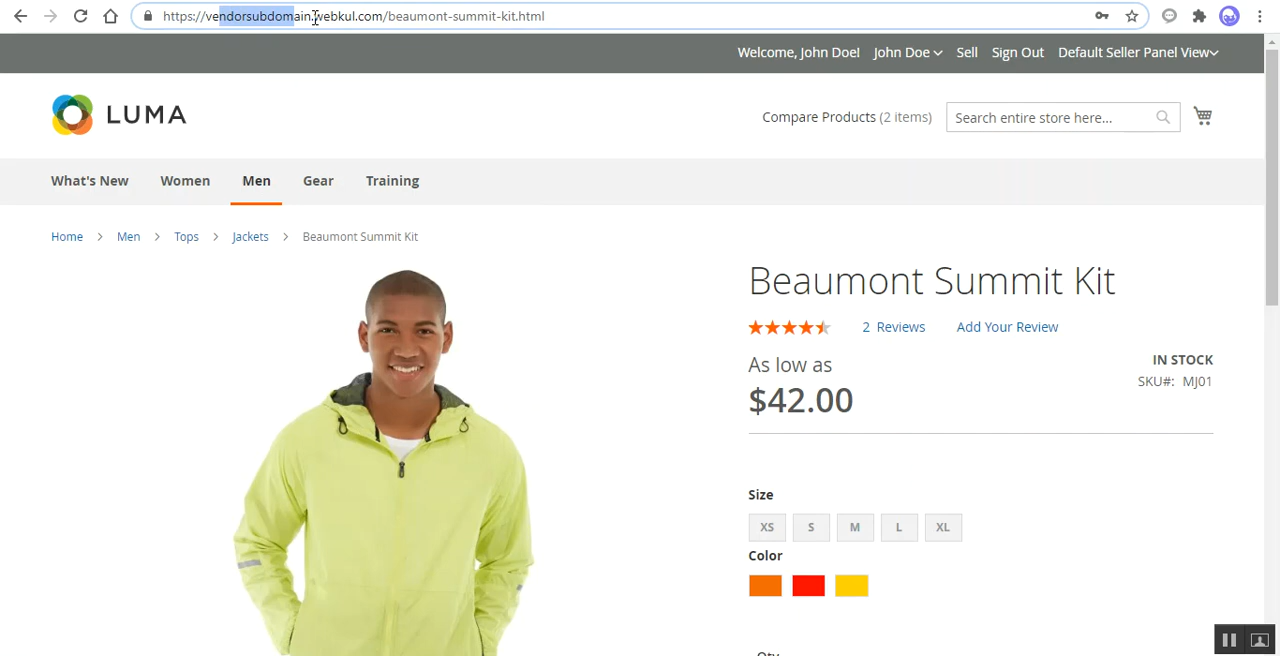 https://vendorsubdomain.webkul.com/beaumont-summit-kit.html
Welcome, John Doe! John Doe Sell Sign Out Default Seller Panel View
LUMA
Compare Products (2 items) Search entire store here...
What's New Women Men Gear Training
Home > Men > Tops > Jackets > Beaumont Summit Kit
Beaumont Summit Kit
2 Reviews Add Your Review
As low as IN STOCK
$42.00 SKU#: MJ01
Size
XS S M L XL
Color
Qty